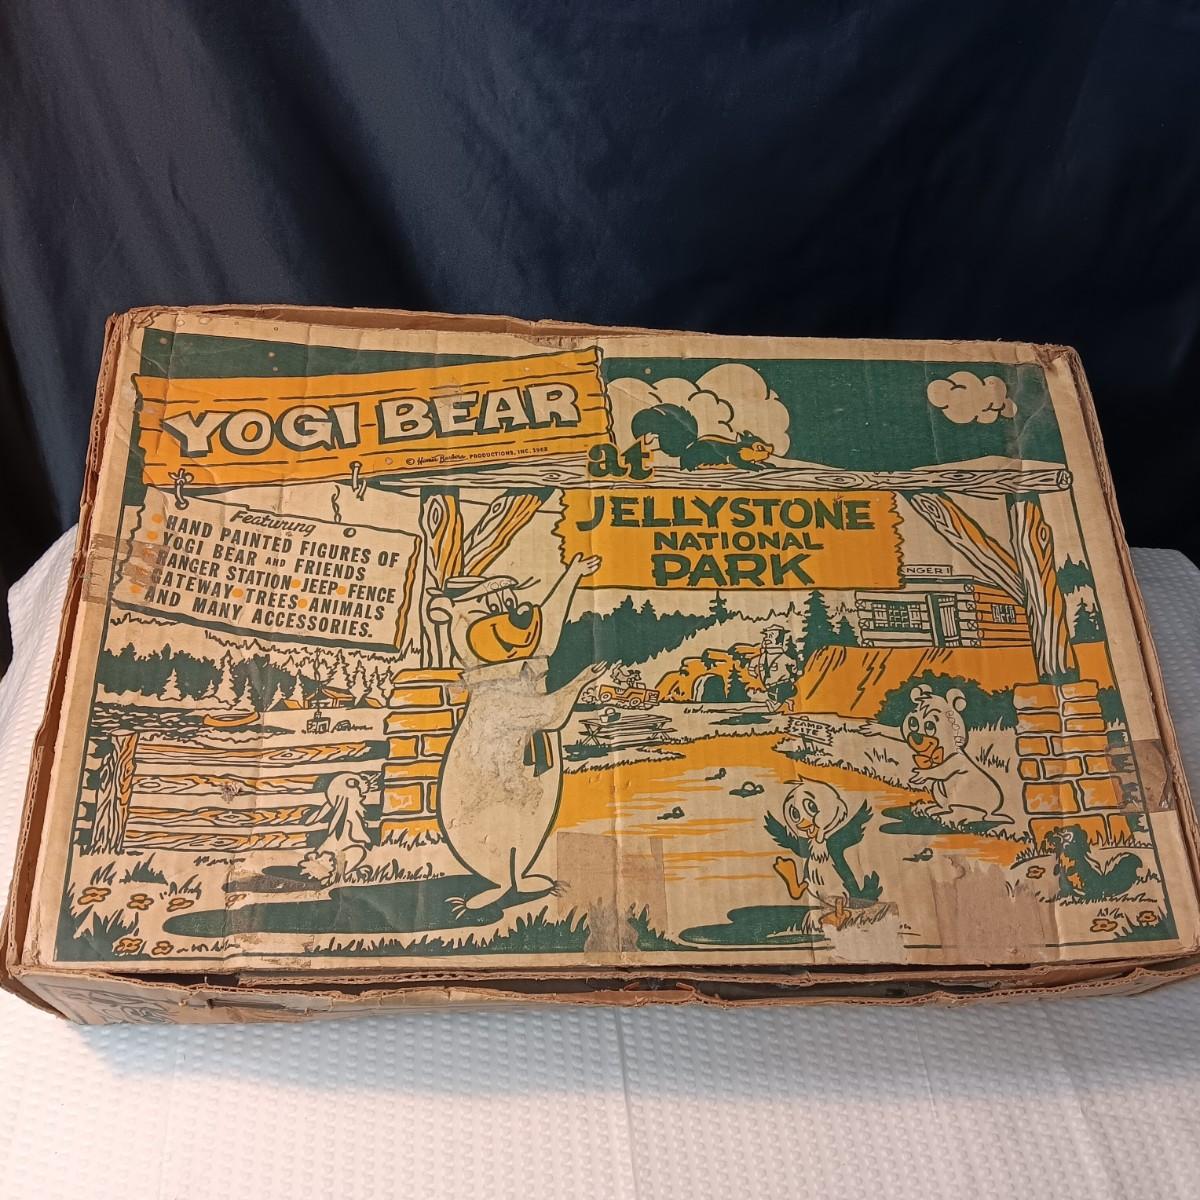 YOGI BEAR
© Hanna-Barbera PRODUCTIONS, INC. 1962
at
JELLYSTONE
NATIONAL
PARK
Featuring
HAND PAINTED FIGURES OF
YOGI BEAR AND FRIENDS
RANGER STATION • JEEP • FENCE
GATEWAY • TREES • ANIMALS
AND MANY ACCESSORIES.
CAMP
SITE